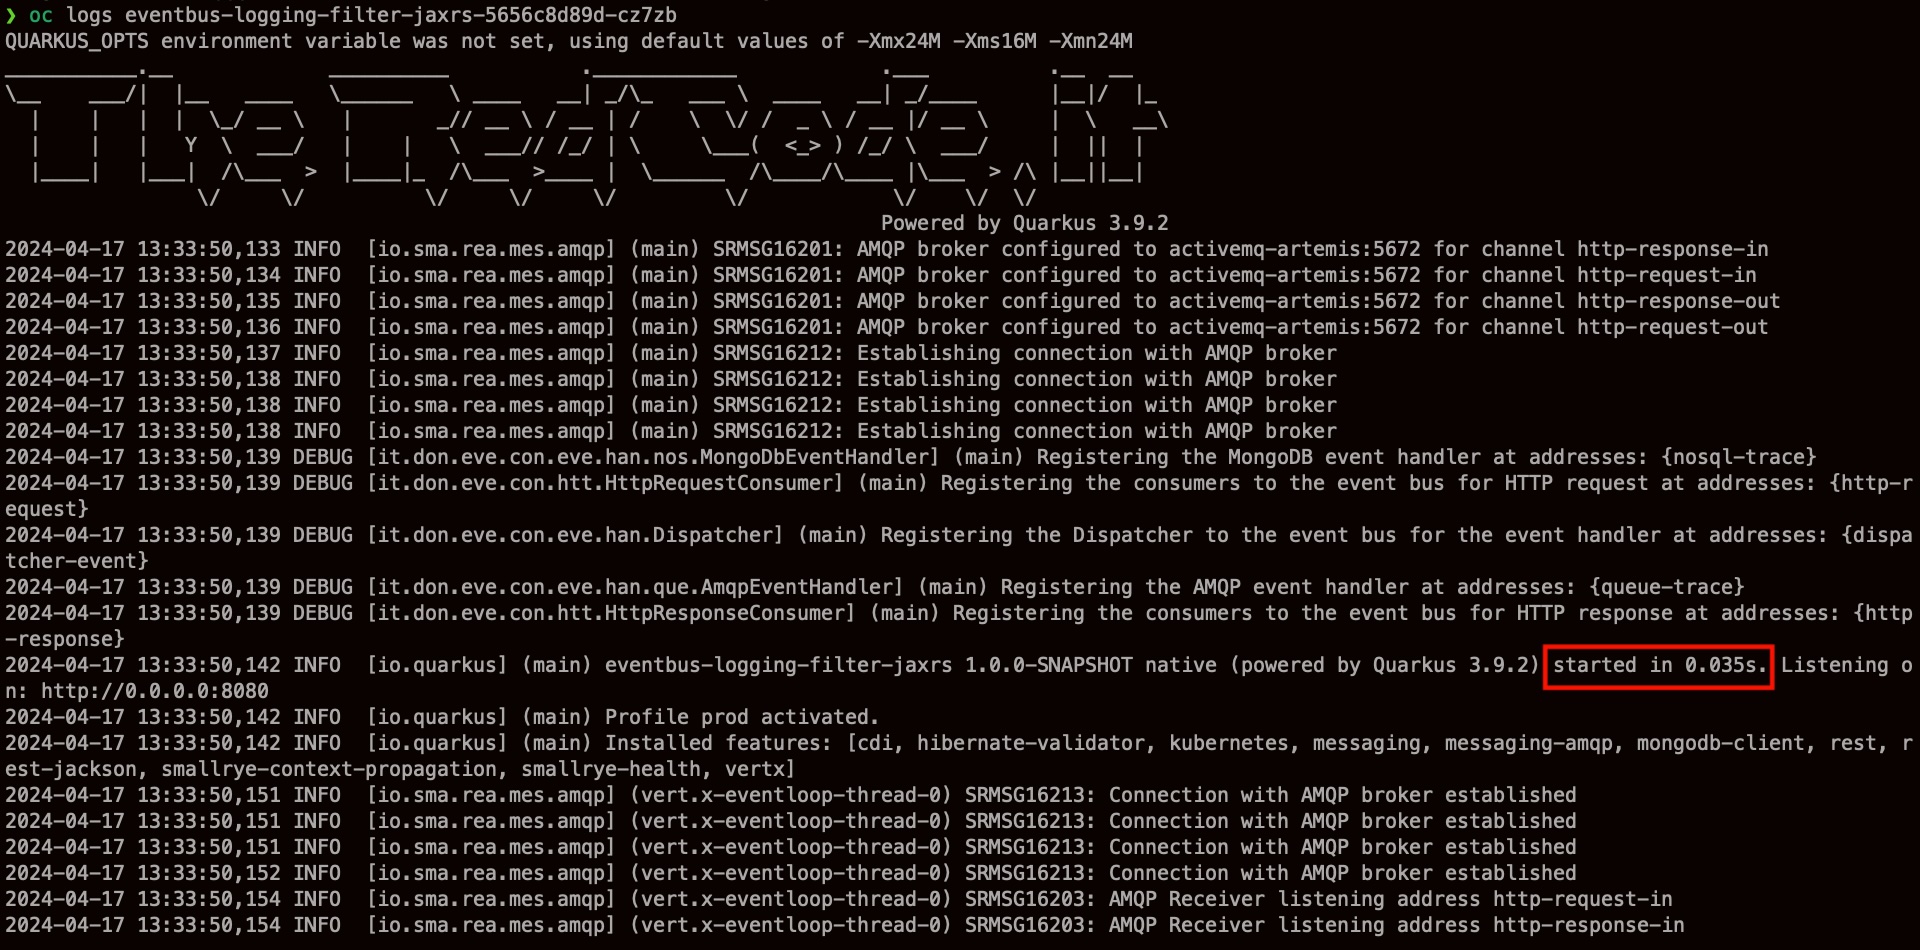 ❯ oc logs eventbus-logging-filter-jaxrs-5656c8d89d-cz7zb
QUARKUS_OPTS environment variable was not set, using default values of -Xmx24M -Xms16M -Xmn24M
TheRedCode.it
Powered by Quarkus 3.9.2
2024-04-17 13:33:50,133 INFO  [io.sma.rea.mes.amqp] (main) SRMSG16201: AMQP broker configured to activemq-artemis:5672 for channel http-response-in
2024-04-17 13:33:50,134 INFO  [io.sma.rea.mes.amqp] (main) SRMSG16201: AMQP broker configured to activemq-artemis:5672 for channel http-request-in
2024-04-17 13:33:50,135 INFO  [io.sma.rea.mes.amqp] (main) SRMSG16201: AMQP broker configured to activemq-artemis:5672 for channel http-response-out
2024-04-17 13:33:50,136 INFO  [io.sma.rea.mes.amqp] (main) SRMSG16201: AMQP broker configured to activemq-artemis:5672 for channel http-request-out
2024-04-17 13:33:50,137 INFO  [io.sma.rea.mes.amqp] (main) SRMSG16212: Establishing connection with AMQP broker
2024-04-17 13:33:50,138 INFO  [io.sma.rea.mes.amqp] (main) SRMSG16212: Establishing connection with AMQP broker
2024-04-17 13:33:50,138 INFO  [io.sma.rea.mes.amqp] (main) SRMSG16212: Establishing connection with AMQP broker
2024-04-17 13:33:50,138 INFO  [io.sma.rea.mes.amqp] (main) SRMSG16212: Establishing connection with AMQP broker
2024-04-17 13:33:50,139 DEBUG [it.don.eve.con.eve.han.nos.MongoDbEventHandler] (main) Registering the MongoDB event handler at addresses: {nosql-trace}
2024-04-17 13:33:50,139 DEBUG [it.don.eve.con.htt.HttpRequestConsumer] (main) Registering the consumers to the event bus for HTTP request at addresses: {http-r
equest}
2024-04-17 13:33:50,139 DEBUG [it.don.eve.con.eve.han.Dispatcher] (main) Registering the Dispatcher to the event bus for the event handler at addresses: {dispa
tcher-event}
2024-04-17 13:33:50,139 DEBUG [it.don.eve.con.eve.han.que.AmqpEventHandler] (main) Registering the AMQP event handler at addresses: {queue-trace}
2024-04-17 13:33:50,139 DEBUG [it.don.eve.con.htt.HttpResponseConsumer] (main) Registering the consumers to the event bus for HTTP response at addresses: {http
-response}
2024-04-17 13:33:50,142 INFO  [io.quarkus] (main) eventbus-logging-filter-jaxrs 1.0.0-SNAPSHOT native (powered by Quarkus 3.9.2) started in 0.035s. Listening o
n: http://0.0.0.0:8080
2024-04-17 13:33:50,142 INFO  [io.quarkus] (main) Profile prod activated.
2024-04-17 13:33:50,142 INFO  [io.quarkus] (main) Installed features: [cdi, hibernate-validator, kubernetes, messaging, messaging-amqp, mongodb-client, rest, r
est-jackson, smallrye-context-propagation, smallrye-health, vertx]
2024-04-17 13:33:50,151 INFO  [io.sma.rea.mes.amqp] (vert.x-eventloop-thread-0) SRMSG16213: Connection with AMQP broker established
2024-04-17 13:33:50,151 INFO  [io.sma.rea.mes.amqp] (vert.x-eventloop-thread-0) SRMSG16213: Connection with AMQP broker established
2024-04-17 13:33:50,151 INFO  [io.sma.rea.mes.amqp] (vert.x-eventloop-thread-0) SRMSG16213: Connection with AMQP broker established
2024-04-17 13:33:50,152 INFO  [io.sma.rea.mes.amqp] (vert.x-eventloop-thread-0) SRMSG16213: Connection with AMQP broker established
2024-04-17 13:33:50,154 INFO  [io.sma.rea.mes.amqp] (vert.x-eventloop-thread-0) SRMSG16203: AMQP Receiver listening address http-request-in
2024-04-17 13:33:50,154 INFO  [io.sma.rea.mes.amqp] (vert.x-eventloop-thread-0) SRMSG16203: AMQP Receiver listening address http-response-in